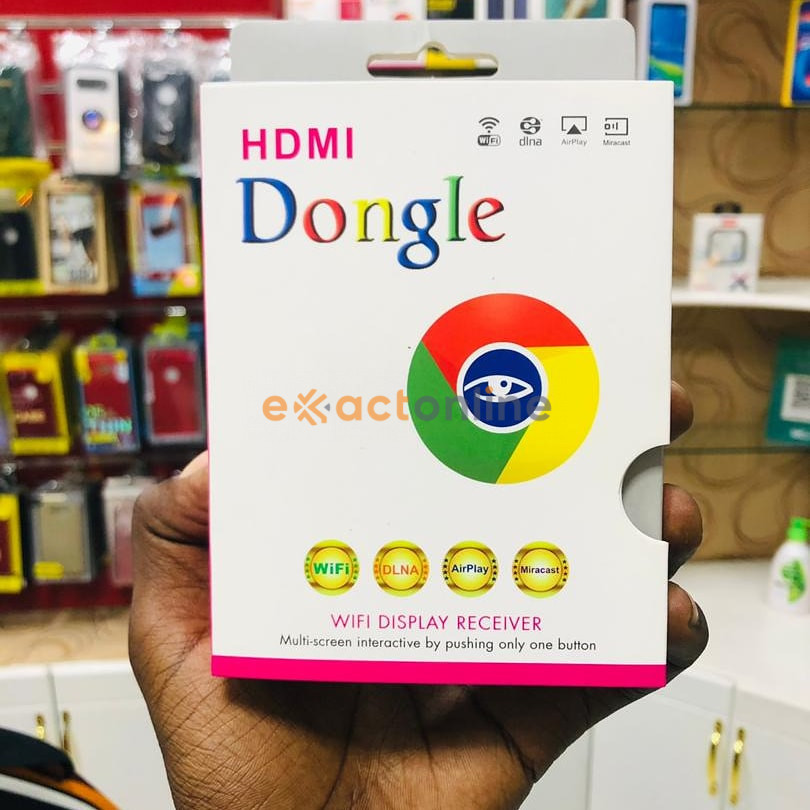 HDMI
Dongle
WiFi dlna AirPlay Miracast
exactonline
WiFi DLNA AirPlay Miracast
WIFI DISPLAY RECEIVER
Multi-screen interactive by pushing only one button